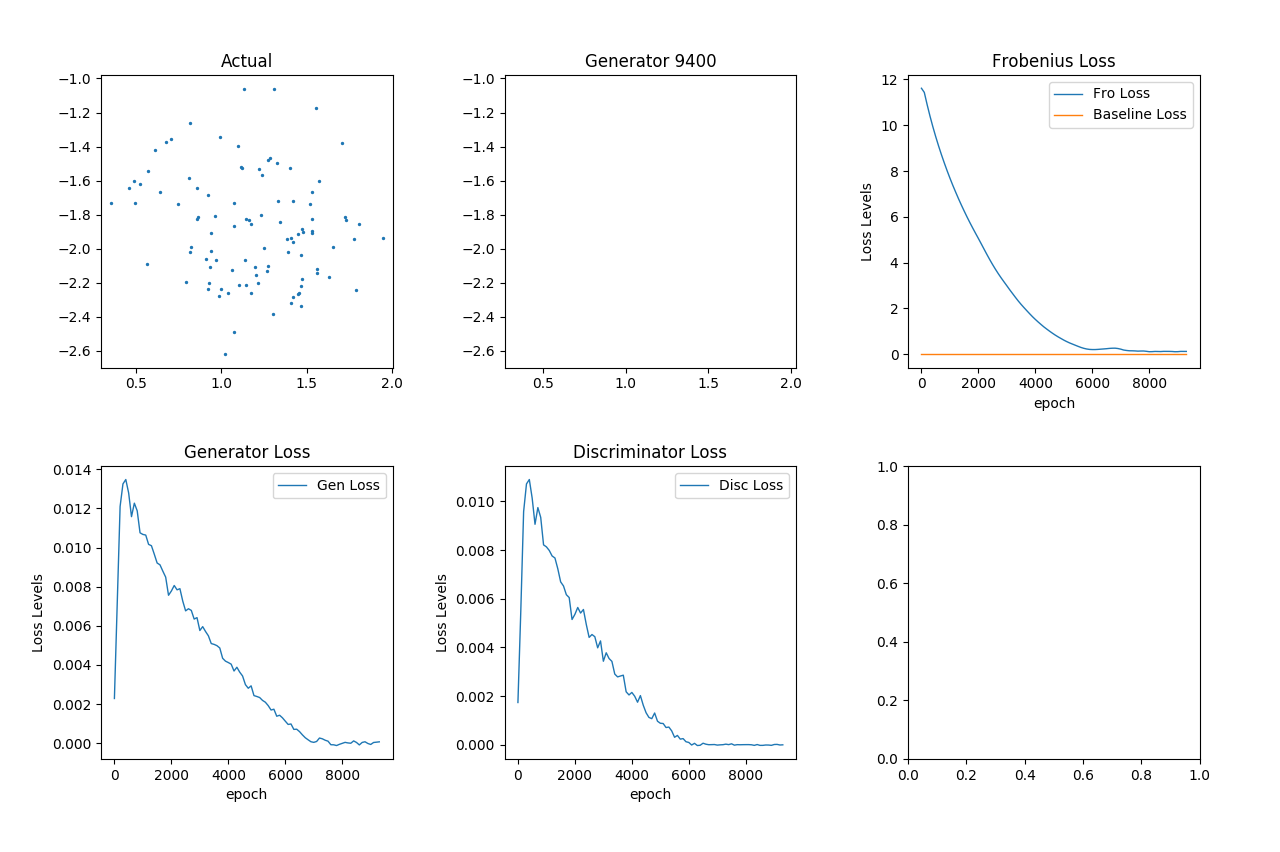 Actual
−1.0
−1.2
−1.4
−1.6
−1.8
−2.0
−2.2
−2.4
−2.6
0.5 1.0 1.5 2.0
Generator 9400
−1.0
−1.2
−1.4
−1.6
−1.8
−2.0
−2.2
−2.4
−2.6
0.5 1.0 1.5 2.0
Frobenius Loss
Fro Loss
Baseline Loss
Loss Levels
12
10
8
6
4
2
0
0 2000 4000 6000 8000
epoch
Generator Loss
Gen Loss
Loss Levels
0.014
0.012
0.010
0.008
0.006
0.004
0.002
0.000
0 2000 4000 6000 8000
epoch
Discriminator Loss
Disc Loss
Loss Levels
0.010
0.008
0.006
0.004
0.002
0.000
0 2000 4000 6000 8000
epoch
1.0
0.8
0.6
0.4
0.2
0.0
0.0 0.2 0.4 0.6 0.8 1.0